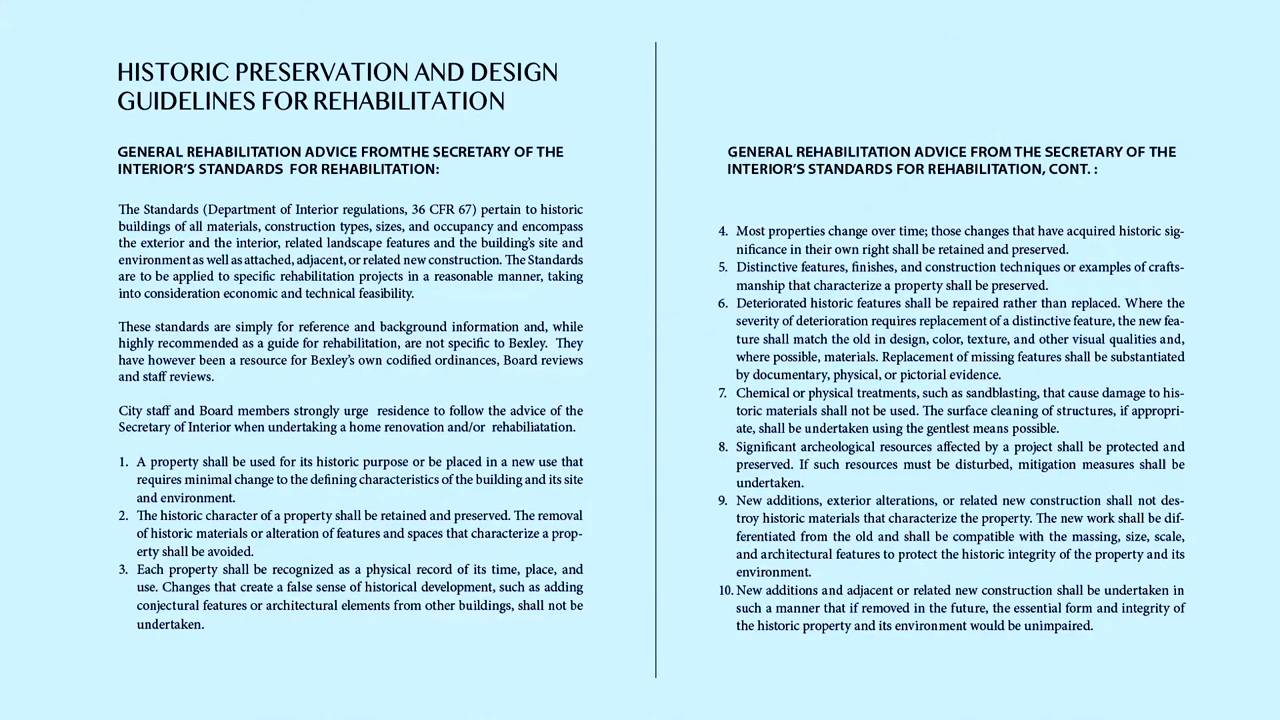 HISTORIC PRESERVATION AND DESIGN
GUIDELINES FOR REHABILITATION
GENERAL REHABILITATION ADVICE FROMTHE SECRETARY OF THE
INTERIOR'S STANDARDS  FOR REHABILITATION:
The Standards (Department of Interior regulations, 36 CFR 67) pertain to historic
buildings of all materials, construction types, sizes, and occupancy and encompass
the exterior and the interior, related landscape features and the building's site and
environment as well as attached, adjacent, or related new construction. The Standards
are to be applied to specific rehabilitation projects in a reasonable manner, taking
into consideration economic and technical feasibility.
These standards are simply for reference and background information and, while
highly recommended as a guide for rehabilitation, are not specific to Bexley.  They
have however been a resource for Bexley's own codified ordinances, Board reviews
and staff reviews.
City staff and Board members strongly urge  residence to follow the advice of the
Secretary of Interior when undertaking a home renovation and/or  rehabiliatation.
1. A property shall be used for its historic purpose or be placed in a new use that
requires minimal change to the defining characteristics of the building and its site
and environment.
2. The historic character of a property shall be retained and preserved. The removal
of historic materials or alteration of features and spaces that characterize a prop-
erty shall be avoided.
3. Each property shall be recognized as a physical record of its time, place, and
use. Changes that create a false sense of historical development, such as adding
conjectural features or architectural elements from other buildings, shall not be
undertaken.
GENERAL REHABILITATION ADVICE FROM THE SECRETARY OF THE
INTERIOR'S STANDARDS FOR REHABILITATION, CONT. :
4. Most properties change over time; those changes that have acquired historic sig-
nificance in their own right shall be retained and preserved.
5. Distinctive features, finishes, and construction techniques or examples of crafts-
manship that characterize a property shall be preserved.
6. Deteriorated historic features shall be repaired rather than replaced. Where the
severity of deterioration requires replacement of a distinctive feature, the new fea-
ture shall match the old in design, color, texture, and other visual qualities and,
where possible, materials. Replacement of missing features shall be substantiated
by documentary, physical, or pictorial evidence.
7. Chemical or physical treatments, such as sandblasting, that cause damage to his-
toric materials shall not be used. The surface cleaning of structures, if appropri-
ate, shall be undertaken using the gentlest means possible.
8. Significant archeological resources affected by a project shall be protected and
preserved. If such resources must be disturbed, mitigation measures shall be
undertaken.
9. New additions, exterior alterations, or related new construction shall not des-
troy historic materials that characterize the property. The new work shall be dif-
ferentiated from the old and shall be compatible with the massing, size, scale,
and architectural features to protect the historic integrity of the property and its
environment.
10. New additions and adjacent or related new construction shall be undertaken in
such a manner that if removed in the future, the essential form and integrity of
the historic property and its environment would be unimpaired.